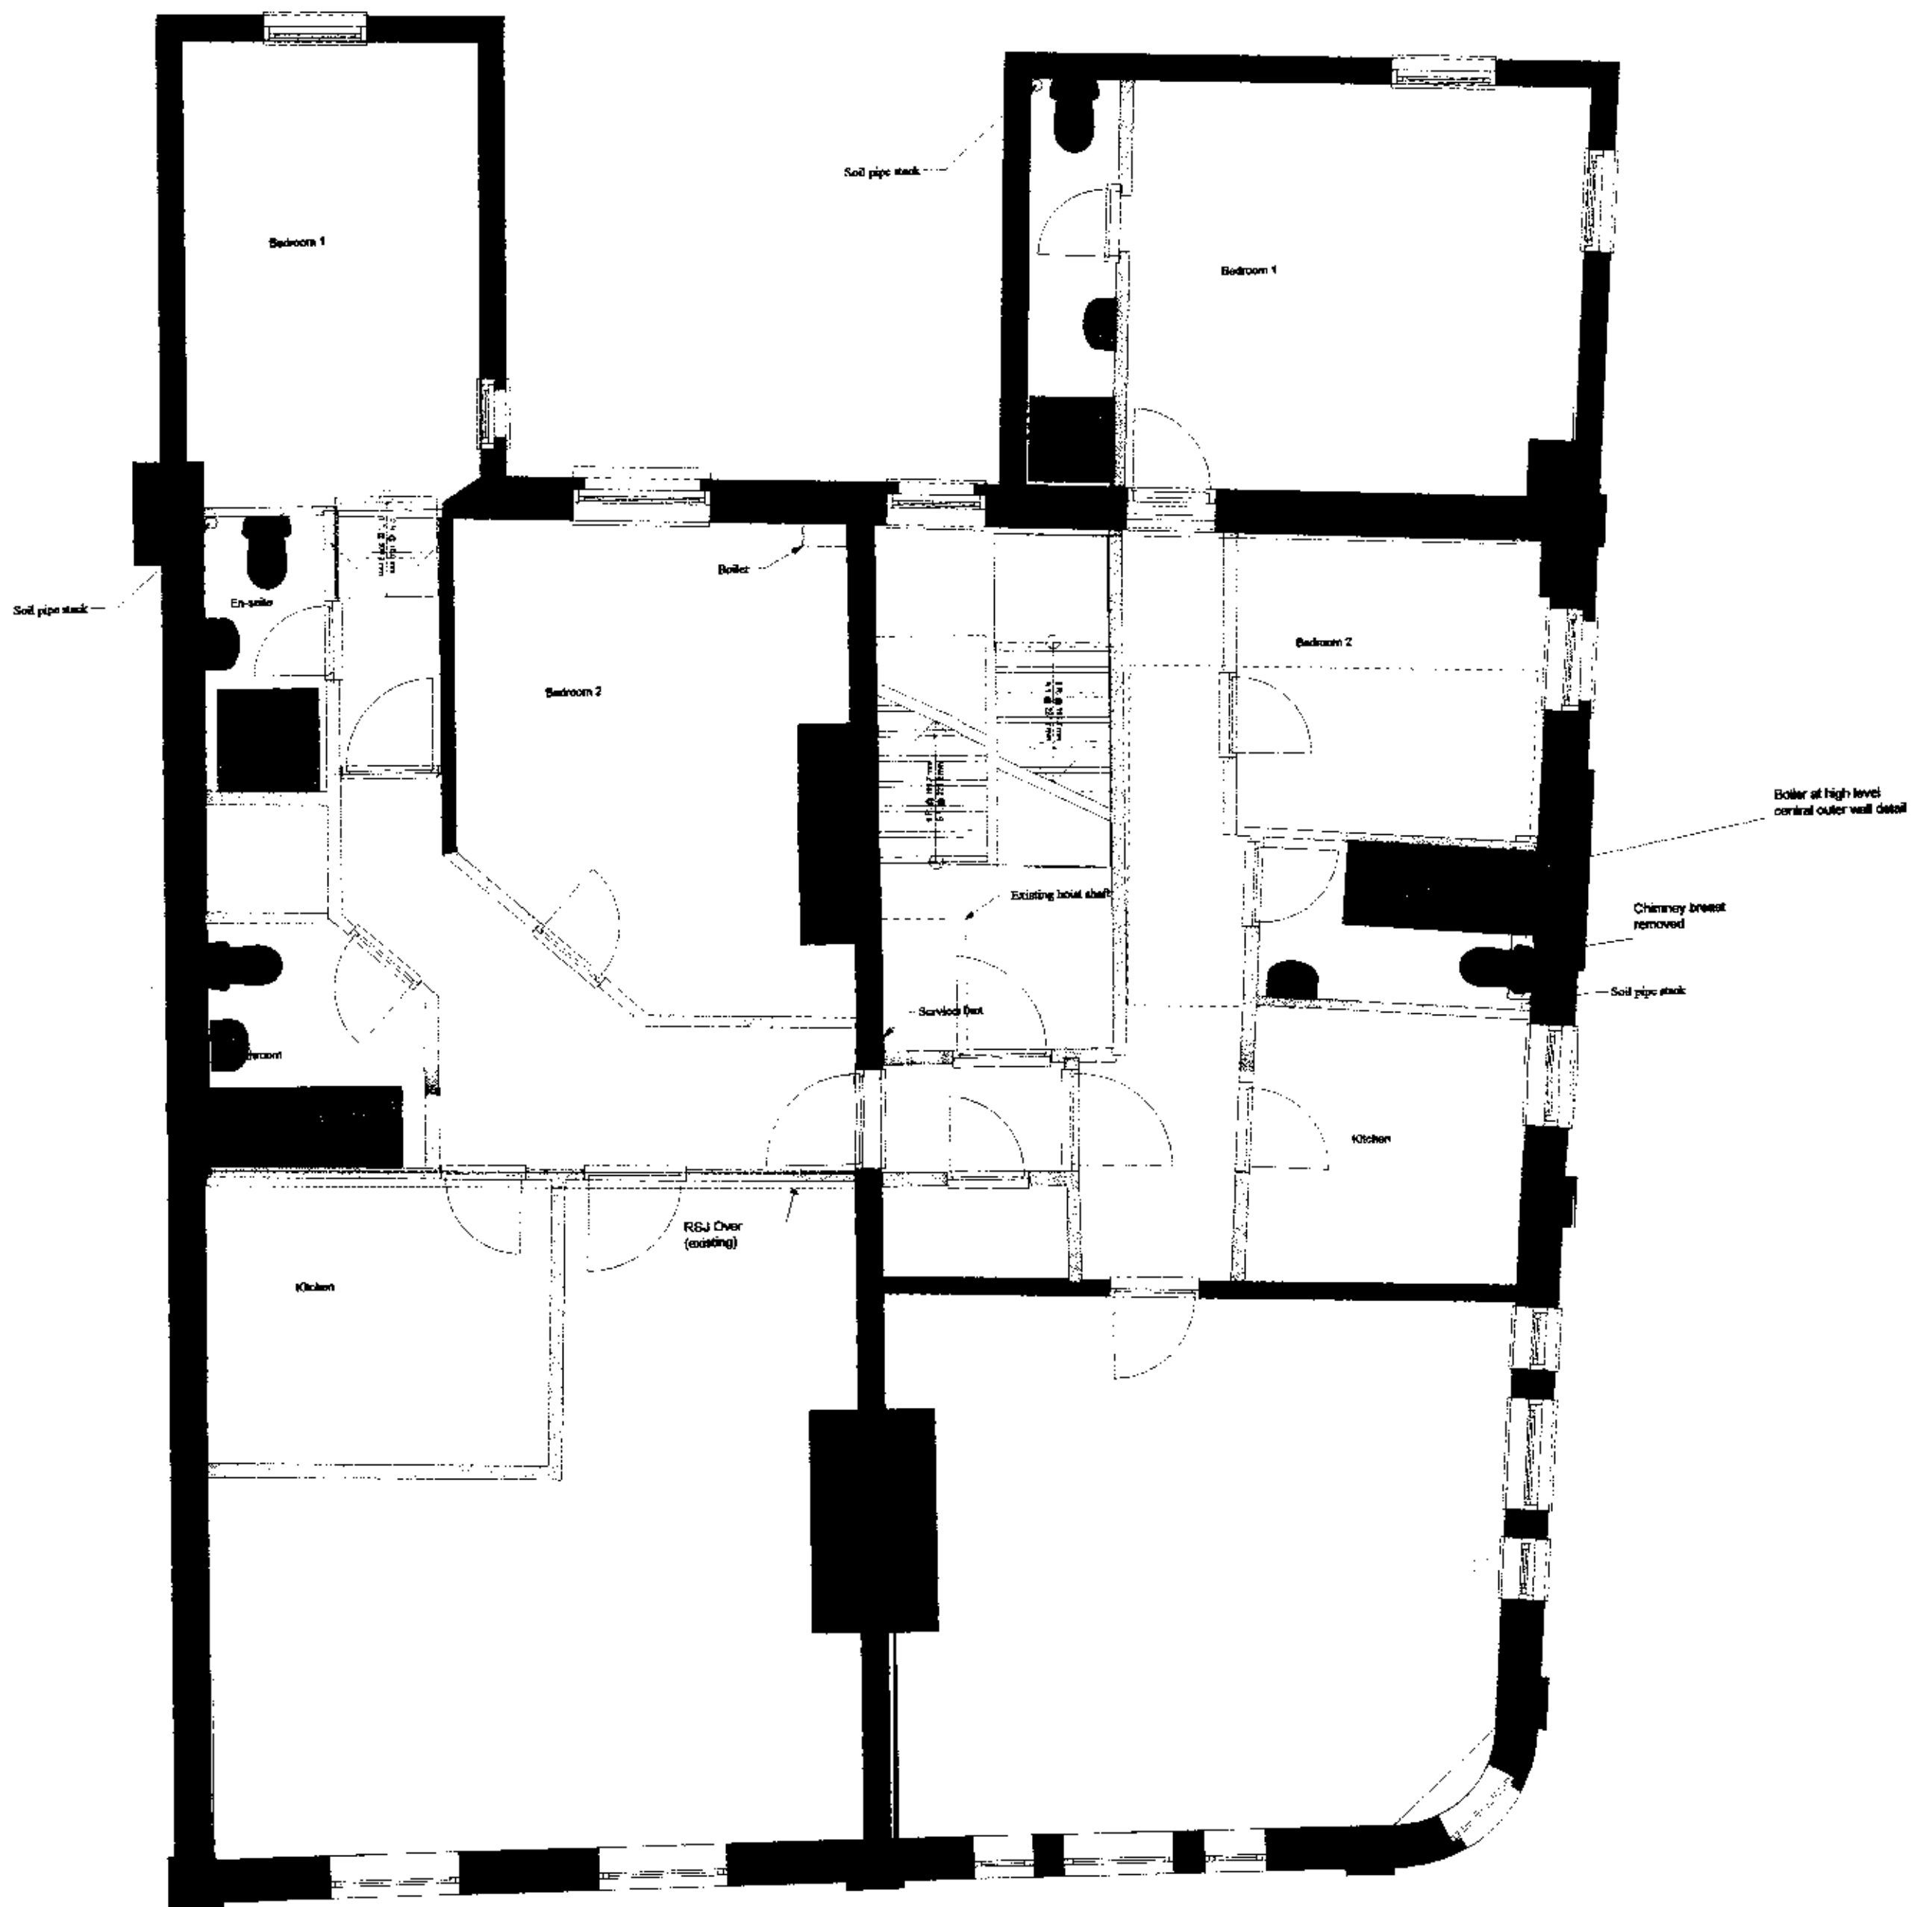 Soil pipe stack
Bedroom 1
Bedroom 1
Boiler
Soil pipe stack
En-suite
Bedroom 2
Bedroom 2
Boiler at high level
central outer wall detail
Existing hoist shaft
Chimney breast
removed
Soil pipe stack
Services Duct
Kitchen
RSJ Over
(existing)
Kitchen